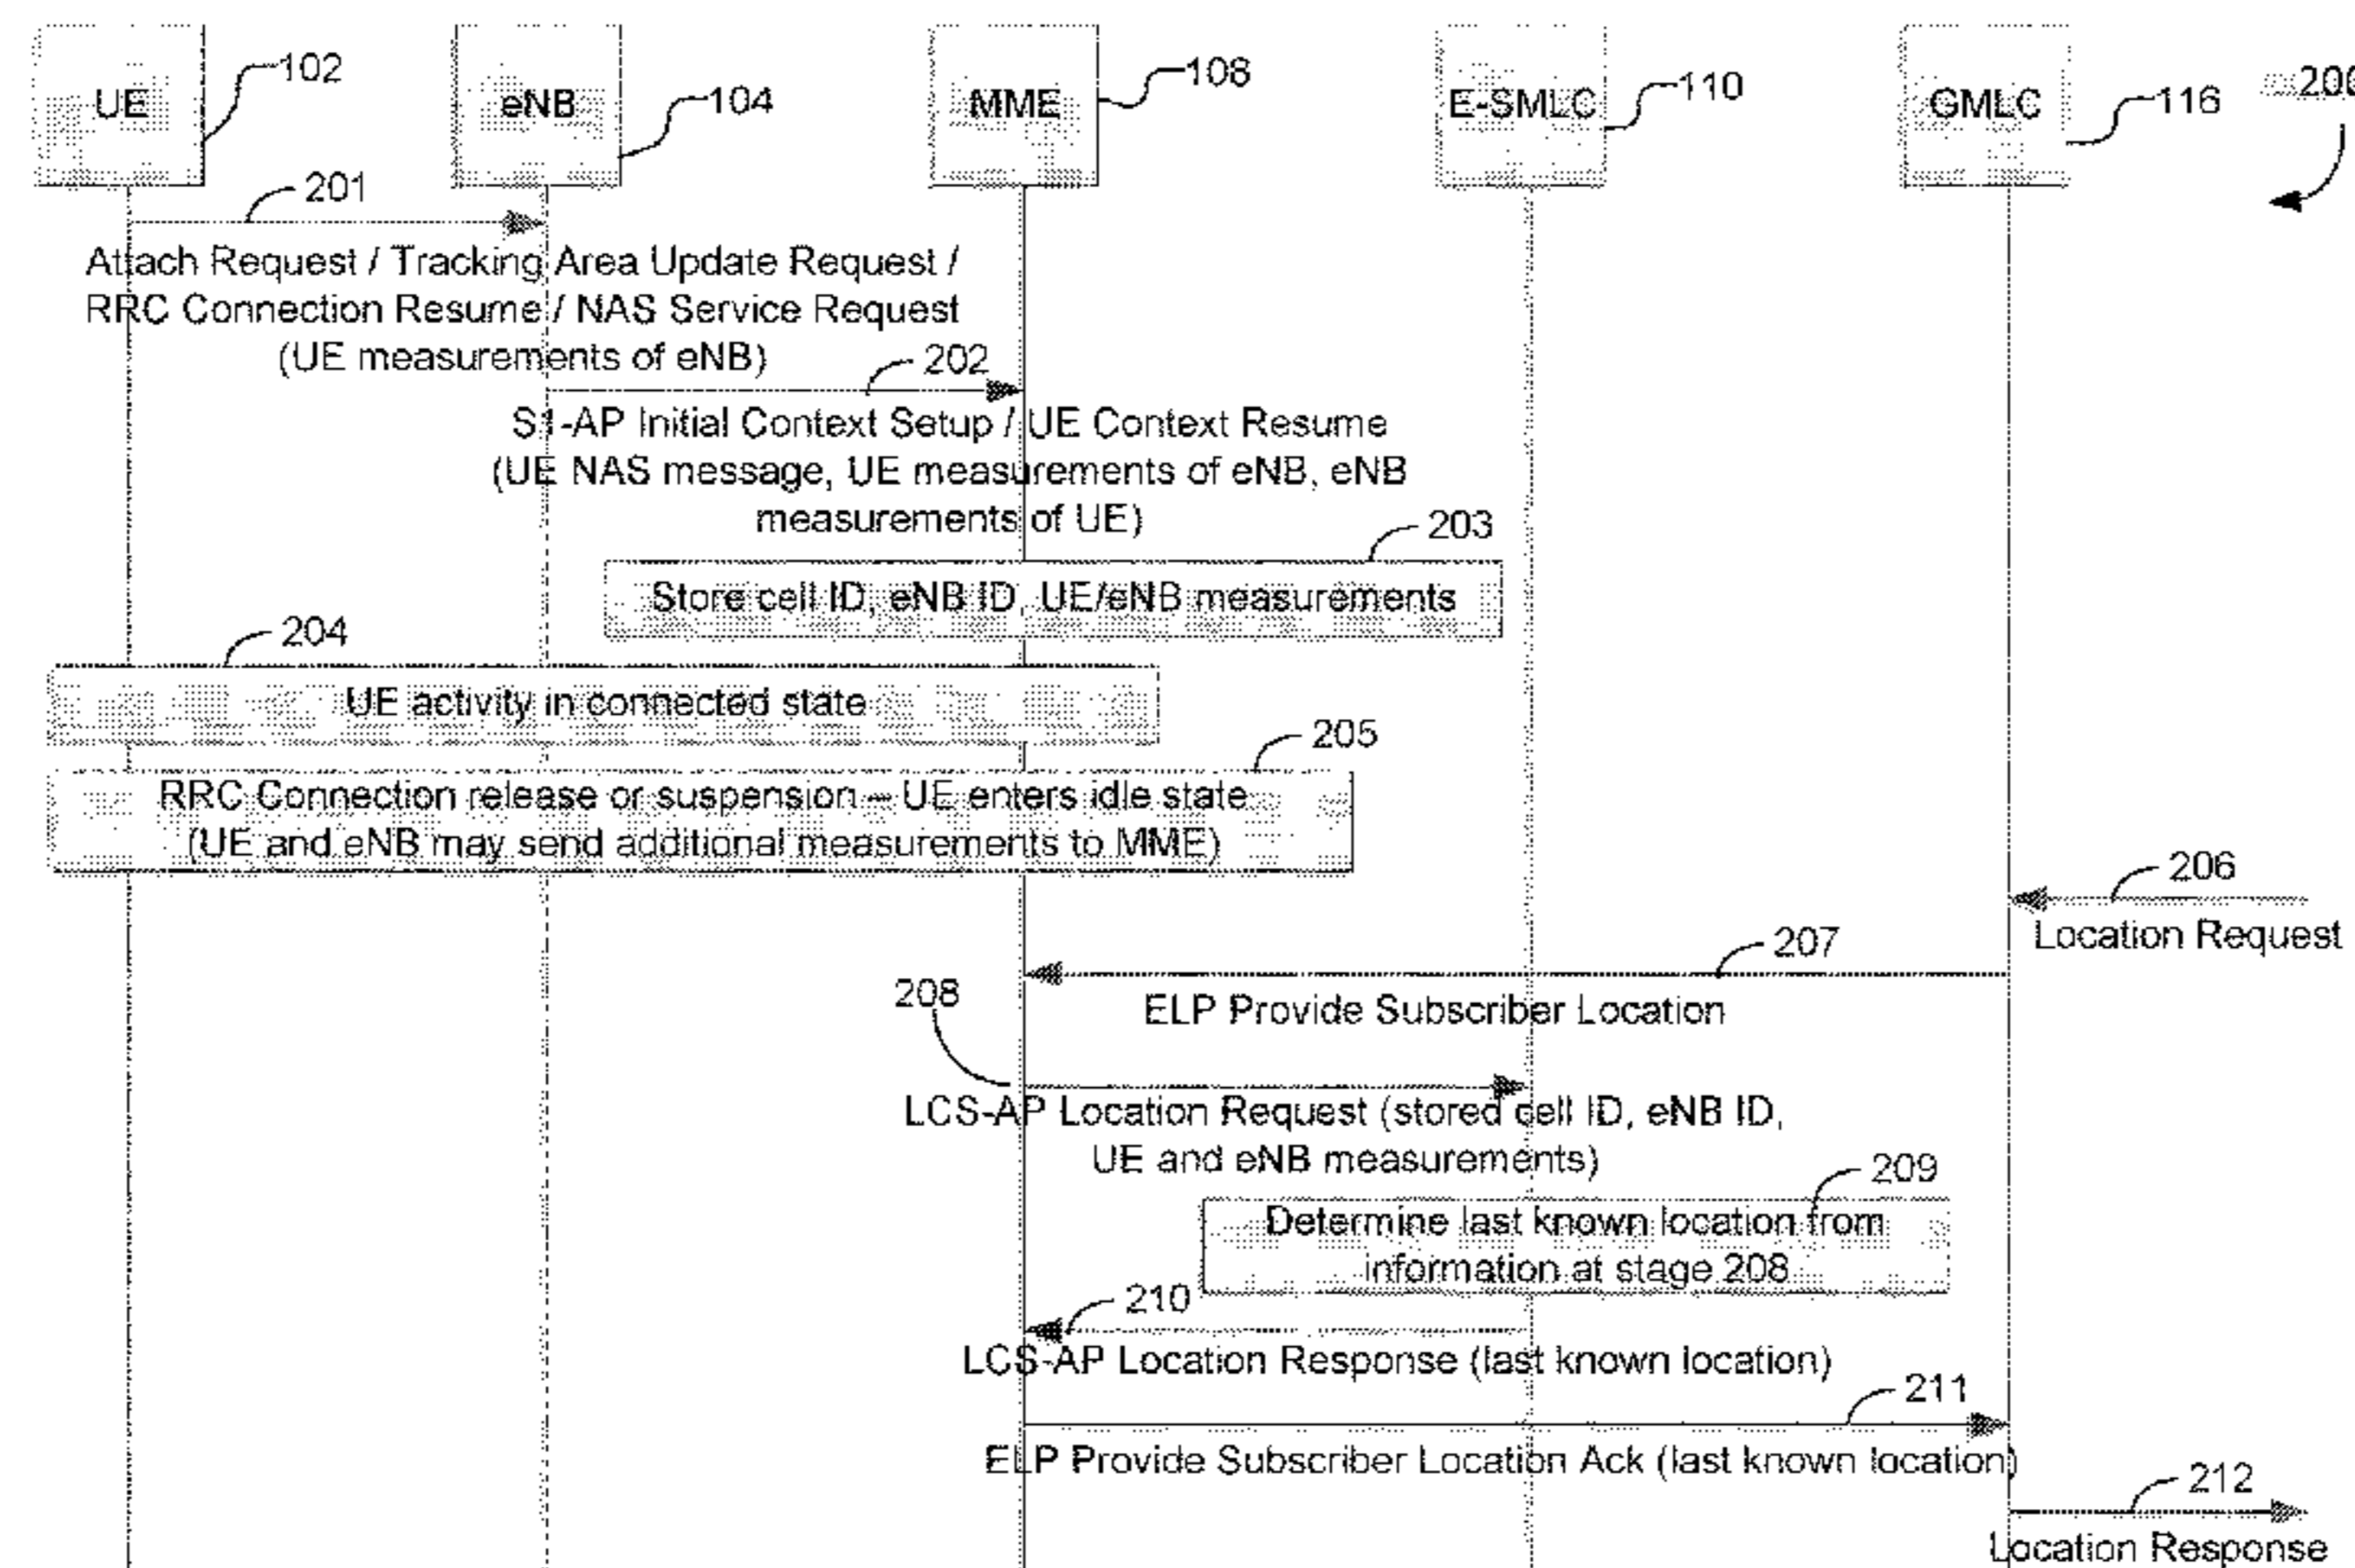 UE
102
eNB
104
MME
108
E-SMLC
110
GMLC
116
200
201
Attach Request / Tracking Area Update Request /
RRC Connection Resume / NAS Service Request
(UE measurements of eNB)
202
S1-AP Initial Context Setup / UE Context Resume
(UE NAS message, UE measurements of eNB, eNB
measurements of UE)
203
Store cell ID, eNB ID, UE/eNB measurements
204
UE activity in connected state
205
RRC Connection release or suspension – UE enters idle state
(UE and eNB may send additional measurements to MME)
206
Location Request
207
ELP Provide Subscriber Location
208
LCS-AP Location Request (stored cell ID, eNB ID,
UE and eNB measurements)
209
Determine last known location from
information at stage 208
210
LCS-AP Location Response (last known location)
211
ELP Provide Subscriber Location Ack (last known location)
212
Location Response